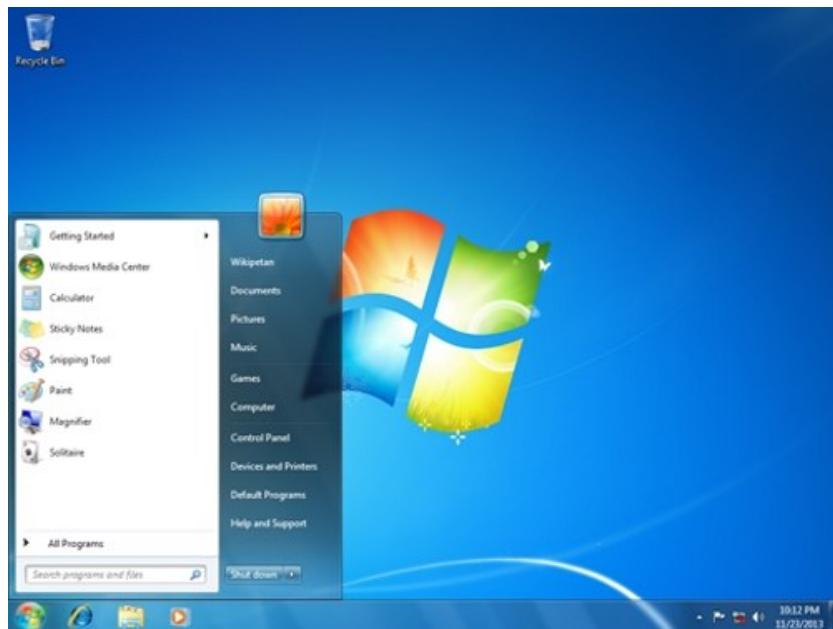 Recycle Bin
Getting Started
Windows Media Center
Calculator
Sticky Notes
Snipping Tool
Paint
Magnifier
Solitaire
All Programs
Search programs and files
Wikipetan
Documents
Pictures
Music
Games
Computer
Control Panel
Devices and Printers
Default Programs
Help and Support
Shut down
10:12 PM
11/23/2013